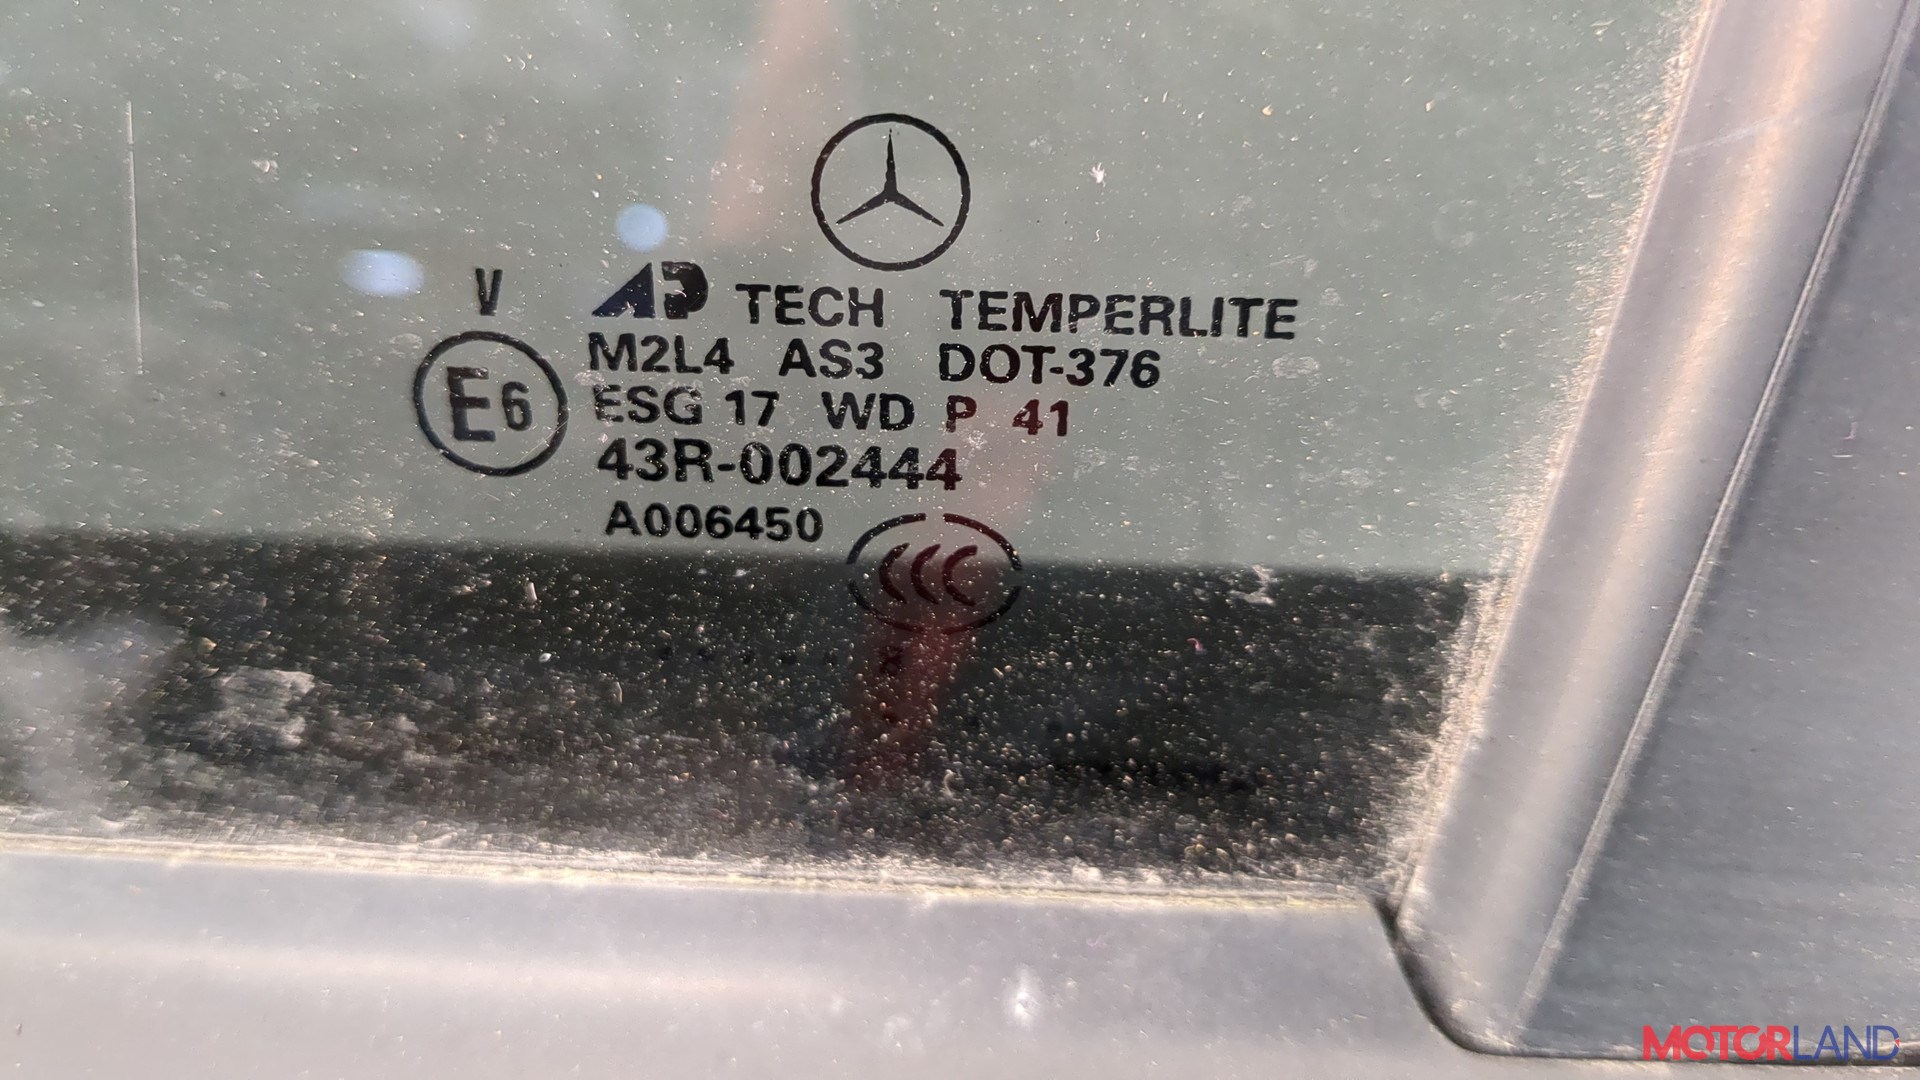 V
AP TECH TEMPERLITE
M2L4 AS3 DOT-376
E6
ESG 17 WD P 41
43R-002444
A006450
CCC
MOTORLAND